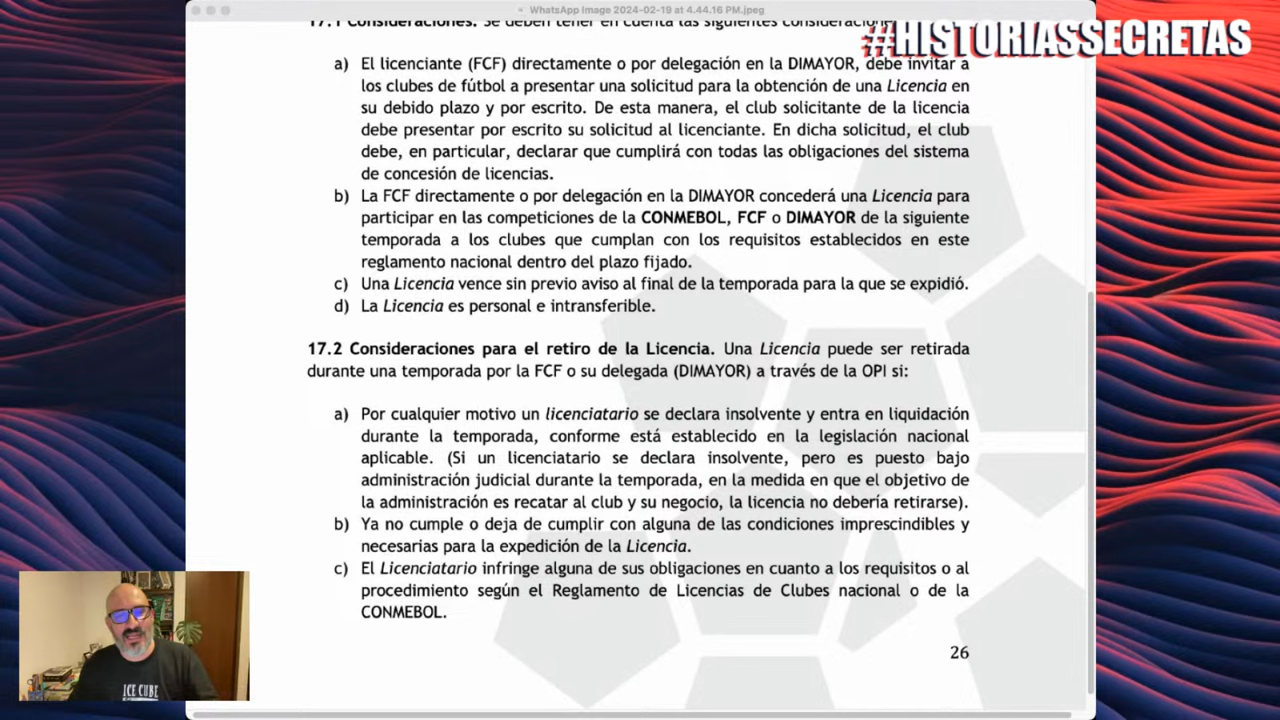 WhatsApp Image 2024-02-19 at 4.44.16 PM.jpeg
17.1 Consideraciones. Se deben tener en cuenta las siguientes
#HISTORIASSECRETAS
a) El licenciante (FCF) directamente o por delegación en la DIMAYOR, debe invitar a
los clubes de fútbol a presentar una solicitud para la obtención de una Licencia en
su debido plazo y por escrito. De esta manera, el club solicitante de la licencia
debe presentar por escrito su solicitud al licenciante. En dicha solicitud, el club
debe, en particular, declarar que cumplirá con todas las obligaciones del sistema
de concesión de licencias.
b) La FCF directamente o por delegación en la DIMAYOR concederá una Licencia para
participar en las competiciones de la CONMEBOL, FCF o DIMAYOR de la siguiente
temporada a los clubes que cumplan con los requisitos establecidos en este
reglamento nacional dentro del plazo fijado.
c) Una Licencia vence sin previo aviso al final de la temporada para la que se expidió.
d) La Licencia es personal e intransferible.
17.2 Consideraciones para el retiro de la Licencia. Una Licencia puede ser retirada
durante una temporada por la FCF o su delegada (DIMAYOR) a través de la OPI si:
a) Por cualquier motivo un licenciatario se declara insolvente y entra en liquidación
durante la temporada, conforme está establecido en la legislación nacional
aplicable. (Si un licenciatario se declara insolvente, pero es puesto bajo
administración judicial durante la temporada, en la medida en que el objetivo de
la administración es recatar al club y su negocio, la licencia no debería retirarse).
b) Ya no cumple o deja de cumplir con alguna de las condiciones imprescindibles y
necesarias para la expedición de la Licencia.
c) El Licenciatario infringe alguna de sus obligaciones en cuanto a los requisitos o al
procedimiento según el Reglamento de Licencias de Clubes nacional o de la
CONMEBOL.
26
ICE CUBE